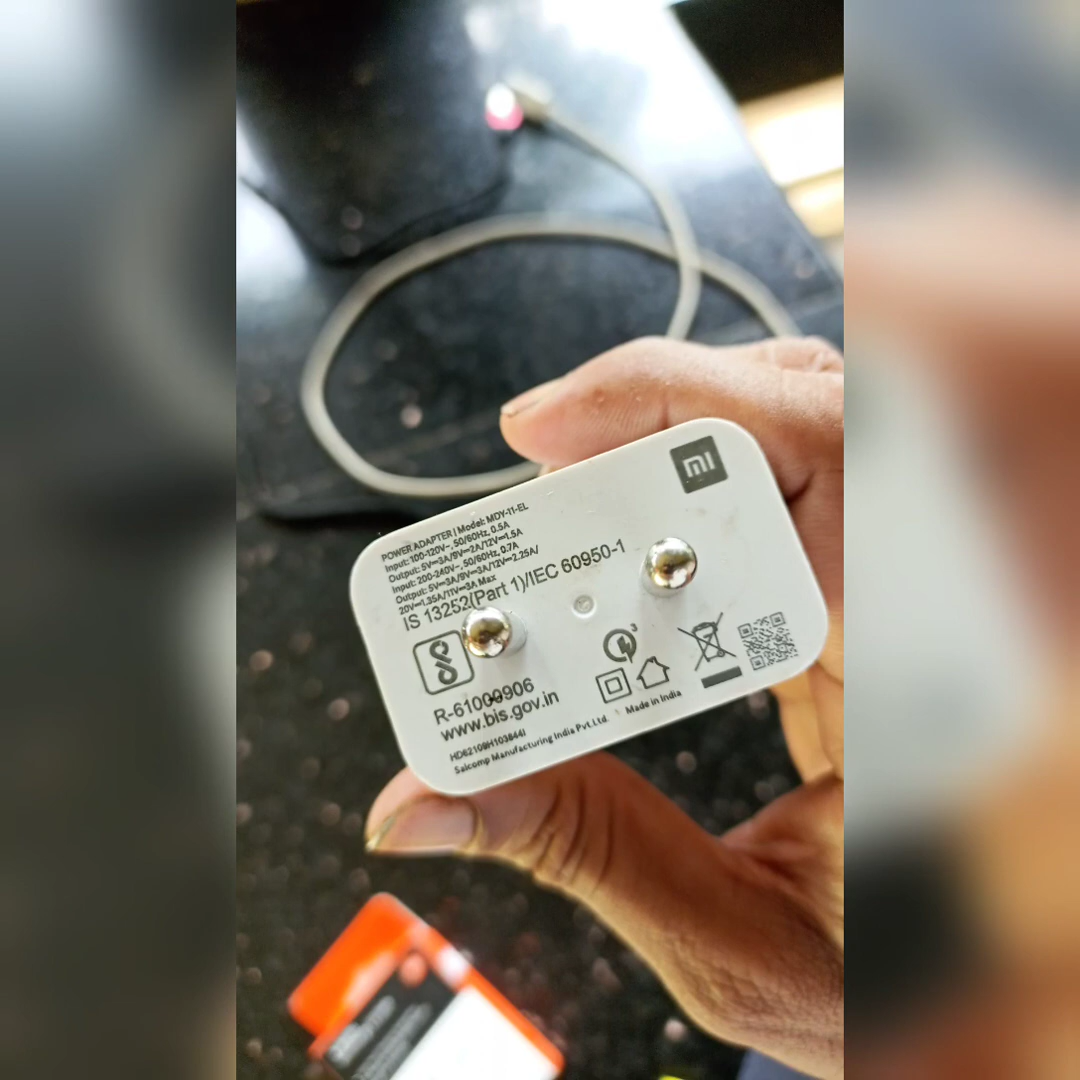 mi
POWER ADAPTER | Model: MDY-11-EL
Input: 100-120V~, 50/60Hz, 0.5A
Output: 5V⎓3A/9V⎓2A/12V⎓1.5A
Input: 200-240V~, 50/60Hz, 0.7A
Output: 5V⎓3A/9V⎓3A/12V⎓2.25A/
20V⎓1.35A/11V⎓3A Max
IS 13252(Part 1)/IEC 60950-1
3
R-61000906
www.bis.gov.in
HD62109H103844I
Salcomp Manufacturing India Pvt.Ltd. Made in India